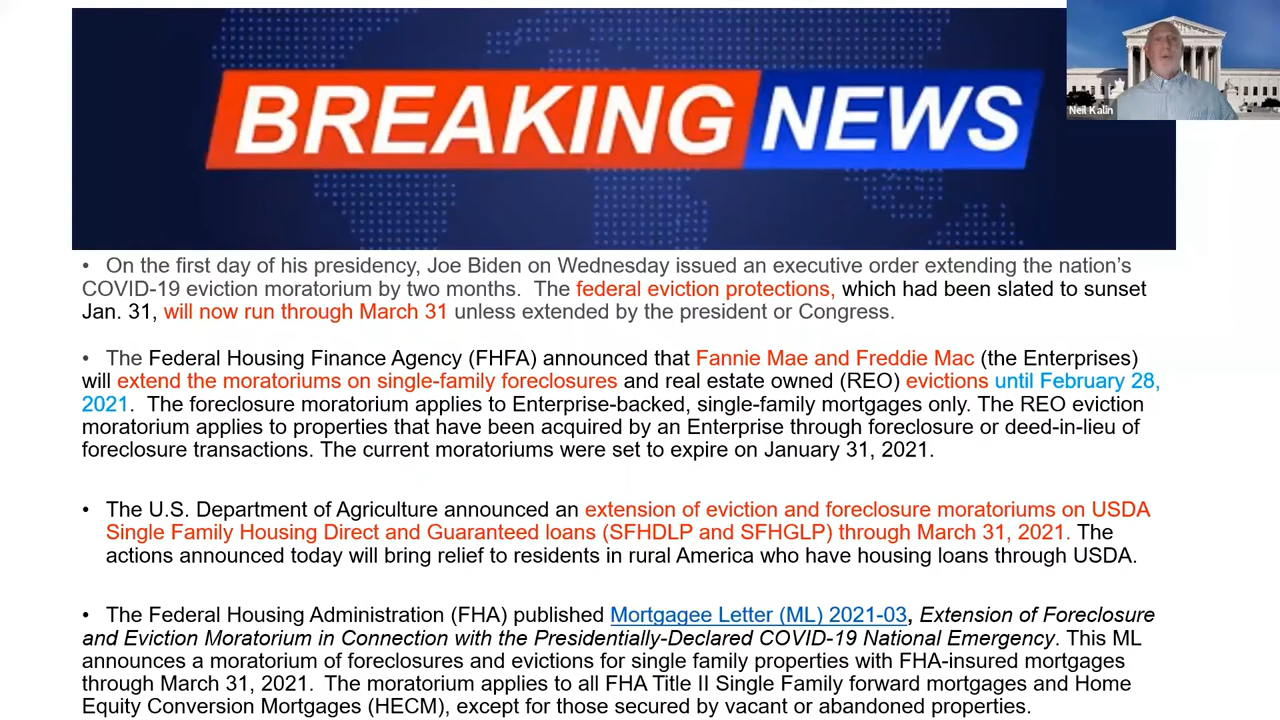 BREAKING NEWS
Neil Kalin
• On the first day of his presidency, Joe Biden on Wednesday issued an executive order extending the nation's
COVID-19 eviction moratorium by two months. The federal eviction protections, which had been slated to sunset
Jan. 31, will now run through March 31 unless extended by the president or Congress.
• The Federal Housing Finance Agency (FHFA) announced that Fannie Mae and Freddie Mac (the Enterprises)
will extend the moratoriums on single-family foreclosures and real estate owned (REO) evictions until February 28,
2021. The foreclosure moratorium applies to Enterprise-backed, single-family mortgages only. The REO eviction
moratorium applies to properties that have been acquired by an Enterprise through foreclosure or deed-in-lieu of
foreclosure transactions. The current moratoriums were set to expire on January 31, 2021.
• The U.S. Department of Agriculture announced an extension of eviction and foreclosure moratoriums on USDA
Single Family Housing Direct and Guaranteed loans (SFHDLP and SFHGLP) through March 31, 2021. The
actions announced today will bring relief to residents in rural America who have housing loans through USDA.
• The Federal Housing Administration (FHA) published Mortgagee Letter (ML) 2021-03, Extension of Foreclosure
and Eviction Moratorium in Connection with the Presidentially-Declared COVID-19 National Emergency. This ML
announces a moratorium of foreclosures and evictions for single family properties with FHA-insured mortgages
through March 31, 2021. The moratorium applies to all FHA Title II Single Family forward mortgages and Home
Equity Conversion Mortgages (HECM), except for those secured by vacant or abandoned properties.